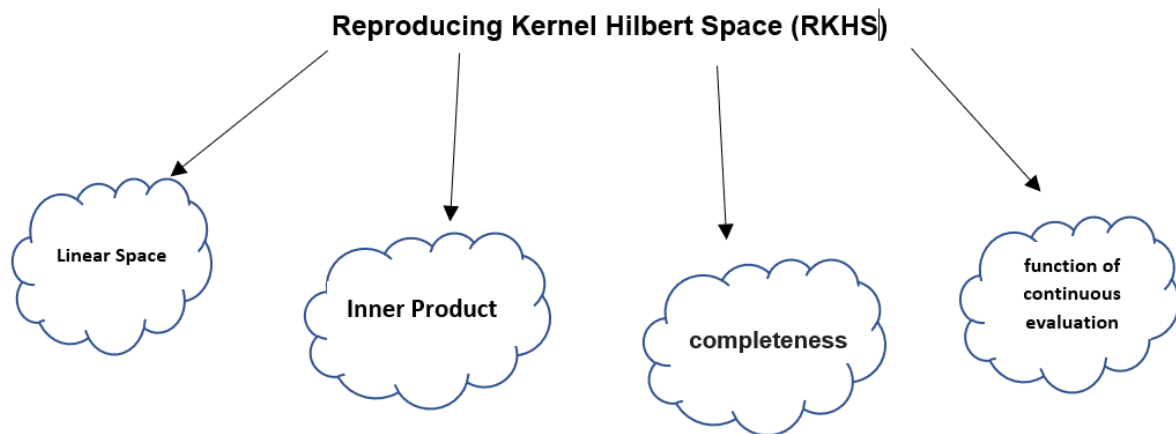 Reproducing Kernel Hilbert Space (RKHS)
Linear Space
Inner Product
completeness
function of
continuous
evaluation